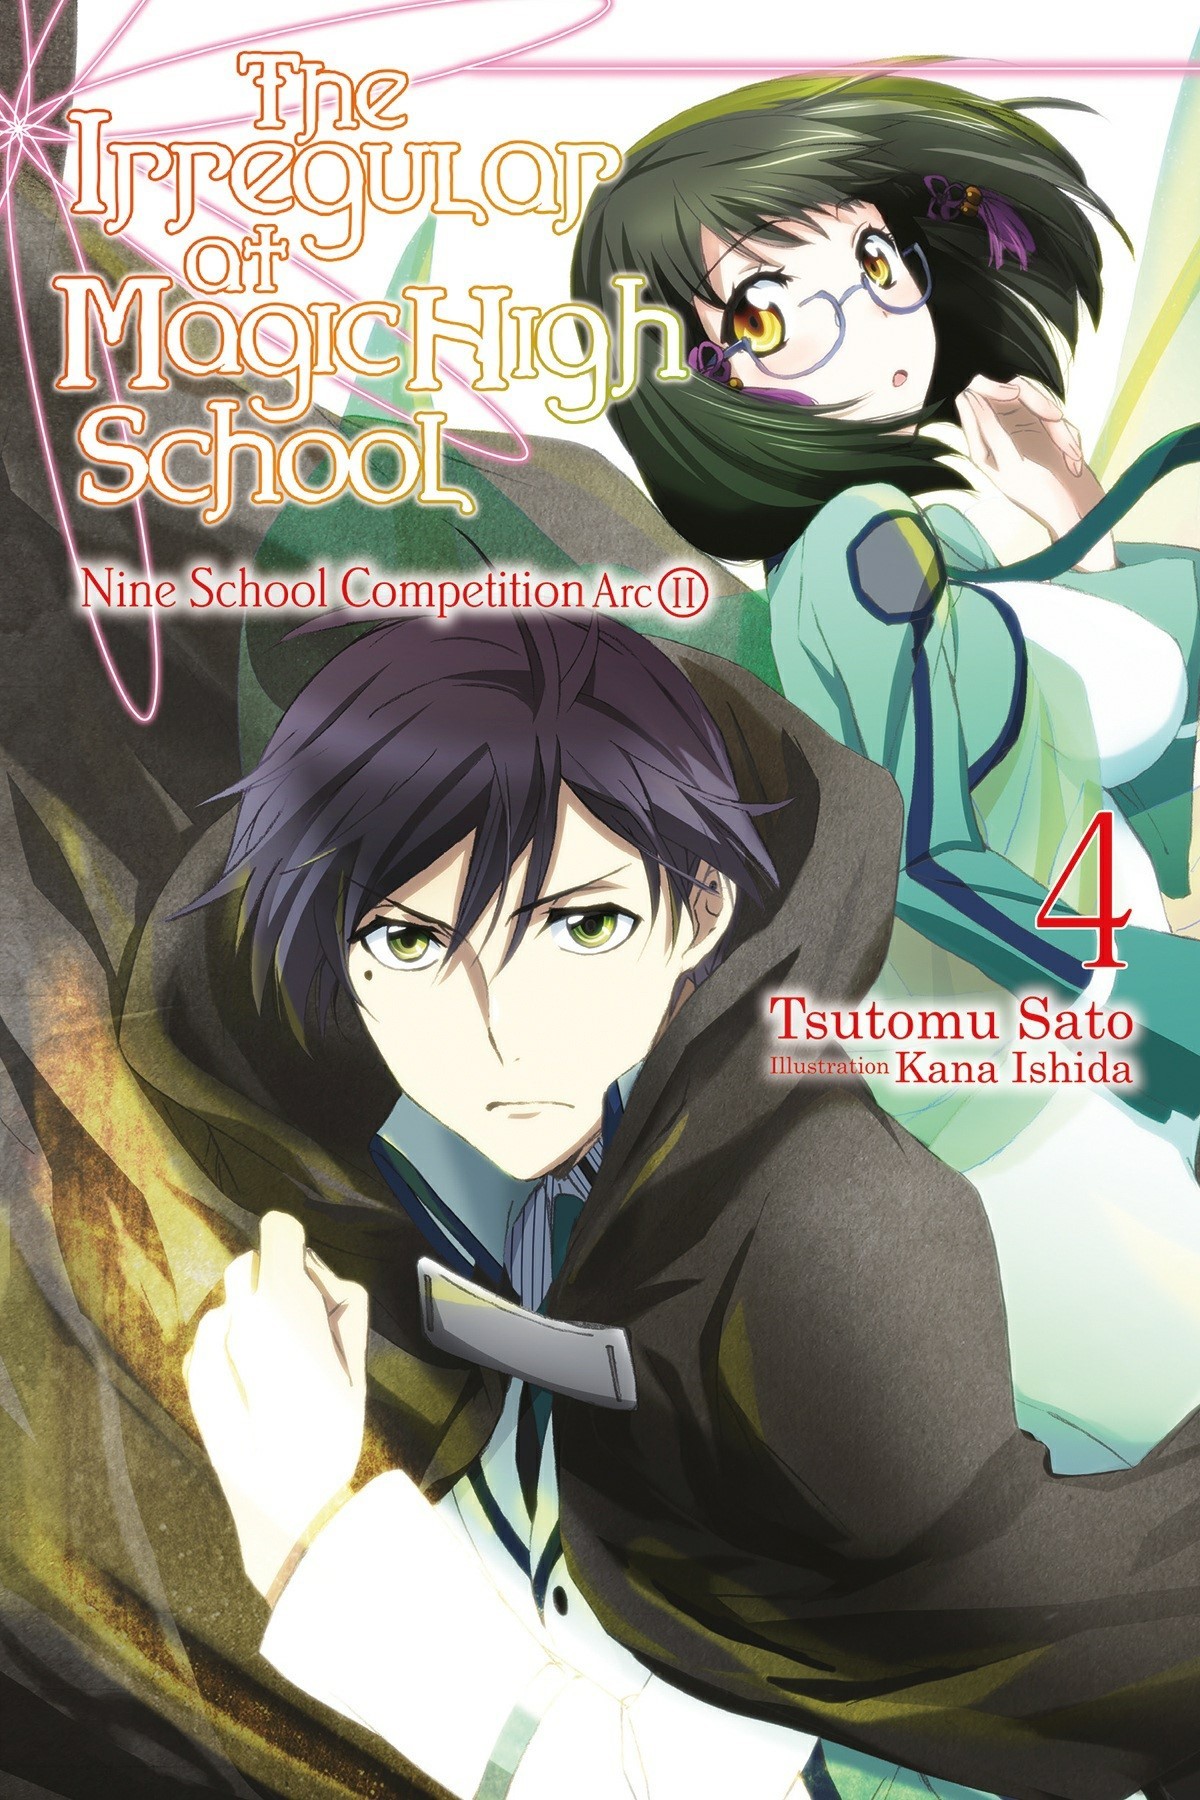 The
Irregular
at
Magic High
School
Nine School Competition Arc II
4
Tsutomu Sato
Illustration Kana Ishida